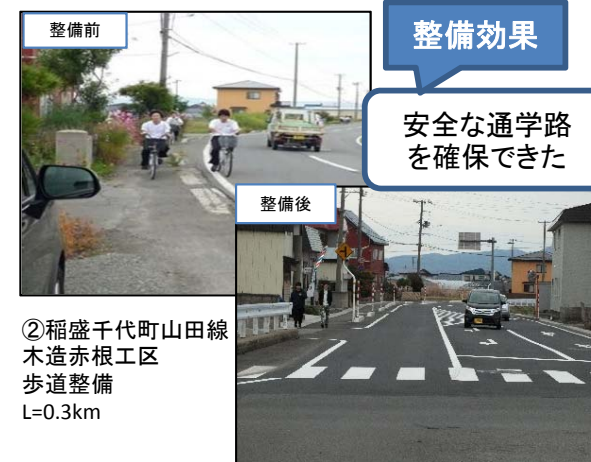 整備前
整備効果
安全な通学路
を確保できた
整備後
②稲盛千代町山田線
木造赤根工区
歩道整備
L=0.3km